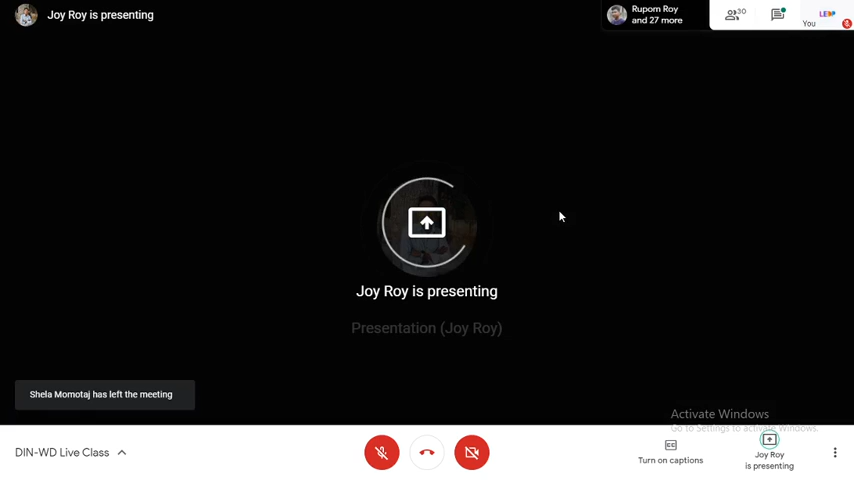 Joy Roy is presenting
Rupom Roy
and 27 more
30
LEDP
You
Joy Roy is presenting
Presentation (Joy Roy)
Shela Momotaj has left the meeting
Activate Windows
Go to Settings to activate Windows.
DIN-WD Live Class
CC
Turn on captions
Joy Roy
is presenting